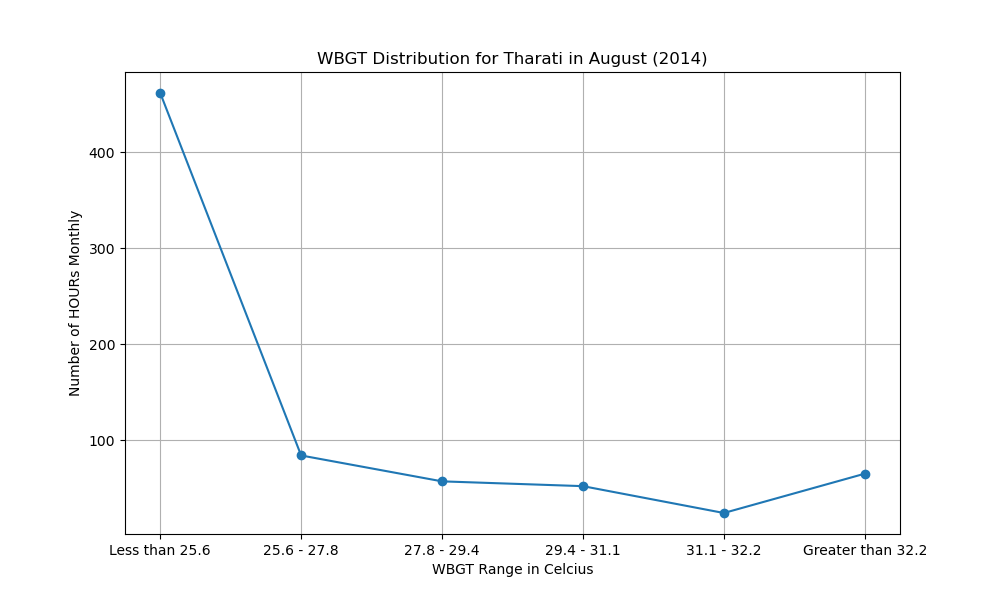 WBGT Distribution for Tharati in August (2014)
Number of HOURs Monthly
400
300
200
100
Less than 25.6
25.6 - 27.8
27.8 - 29.4
29.4 - 31.1
31.1 - 32.2
Greater than 32.2
WBGT Range in Celcius